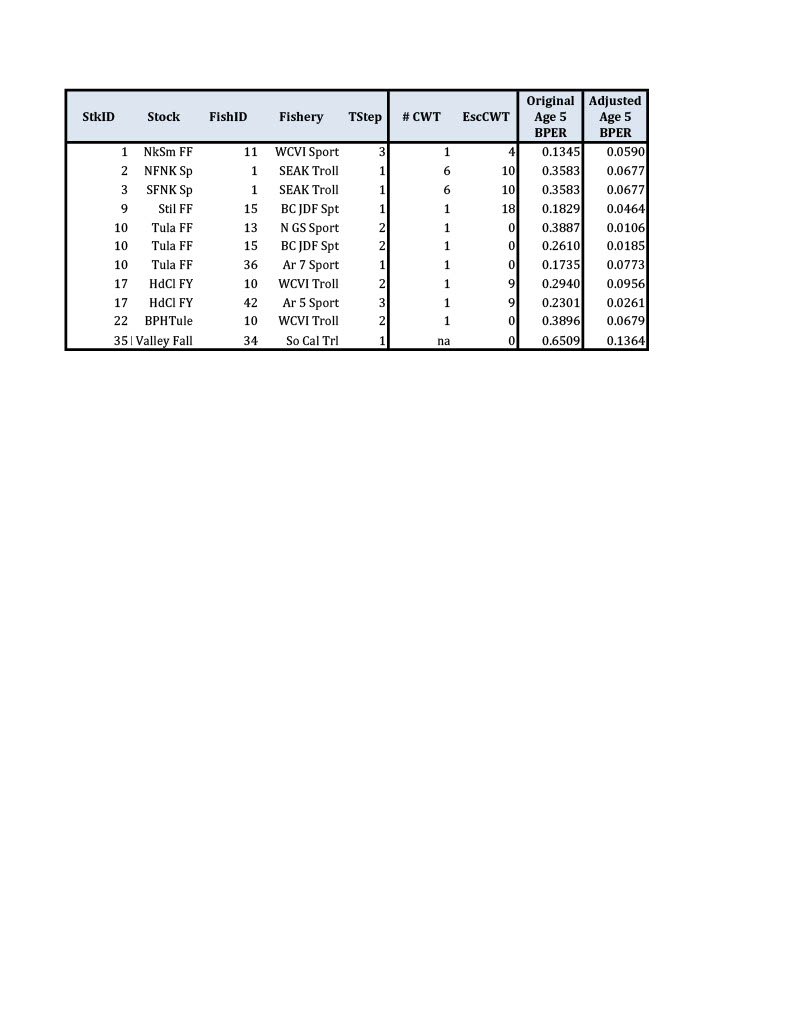 StkID Stock FishID Fishery TStep # CWT EscCWT Original Age 5 BPER Adjusted Age 5 BPER
1 NkSm FF 11 WCVI Sport 3 1 4 0.1345 0.0590
2 NFNK Sp 1 SEAK Troll 1 6 10 0.3583 0.0677
3 SFNK Sp 1 SEAK Troll 1 6 10 0.3583 0.0677
9 Stil FF 15 BC JDF Spt 1 1 18 0.1829 0.0464
10 Tula FF 13 N GS Sport 2 1 0 0.3887 0.0106
10 Tula FF 15 BC JDF Spt 2 1 0 0.2610 0.0185
10 Tula FF 36 Ar 7 Sport 1 1 0 0.1735 0.0773
17 HdCl FY 10 WCVI Troll 2 1 9 0.2940 0.0956
17 HdCl FY 42 Ar 5 Sport 3 1 9 0.2301 0.0261
22 BPHTule 10 WCVI Troll 2 1 0 0.3896 0.0679
35 Valley Fall 34 So Cal Trl 1 na 0 0.6509 0.1364